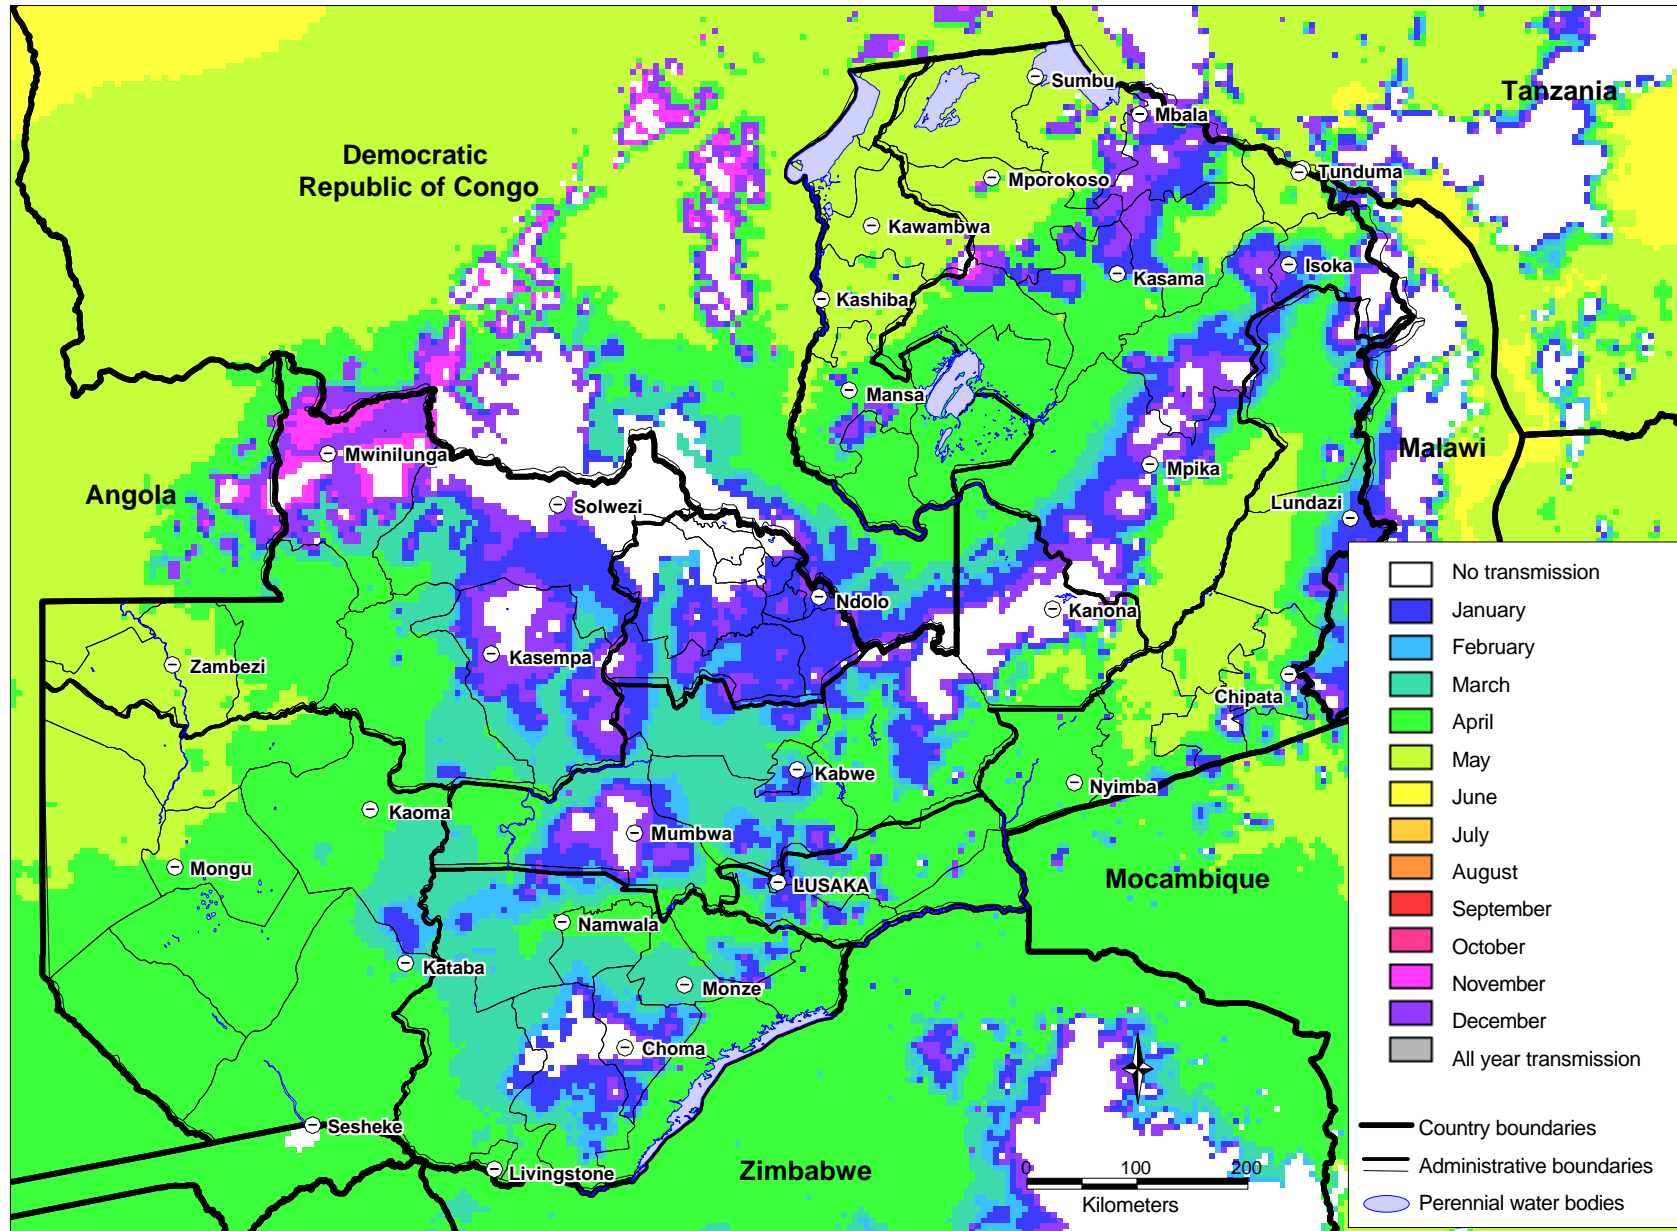 Sumbu
Tanzania
Mbala
Democratic
Republic of Congo
Tunduma
Mporokoso
Kawambwa
Isoka
Kasama
Kashiba
Mansa
Malawi
Mwinilunga
Mpika
Angola
Solwezi
Lundazi
Ndolo
Kanona
Kasempa
Zambezi
Chipata
Kabwe
Nyimba
Kaoma
Mumbwa
Mongu
LUSAKA
Mocambique
Namwala
Kataba
Monze
Choma
Sesheke
Livingstone
Zimbabwe
0 100 200
Kilometers
No transmission
January
February
March
April
May
June
July
August
September
October
November
December
All year transmission
Country boundaries
Administrative boundaries
Perennial water bodies